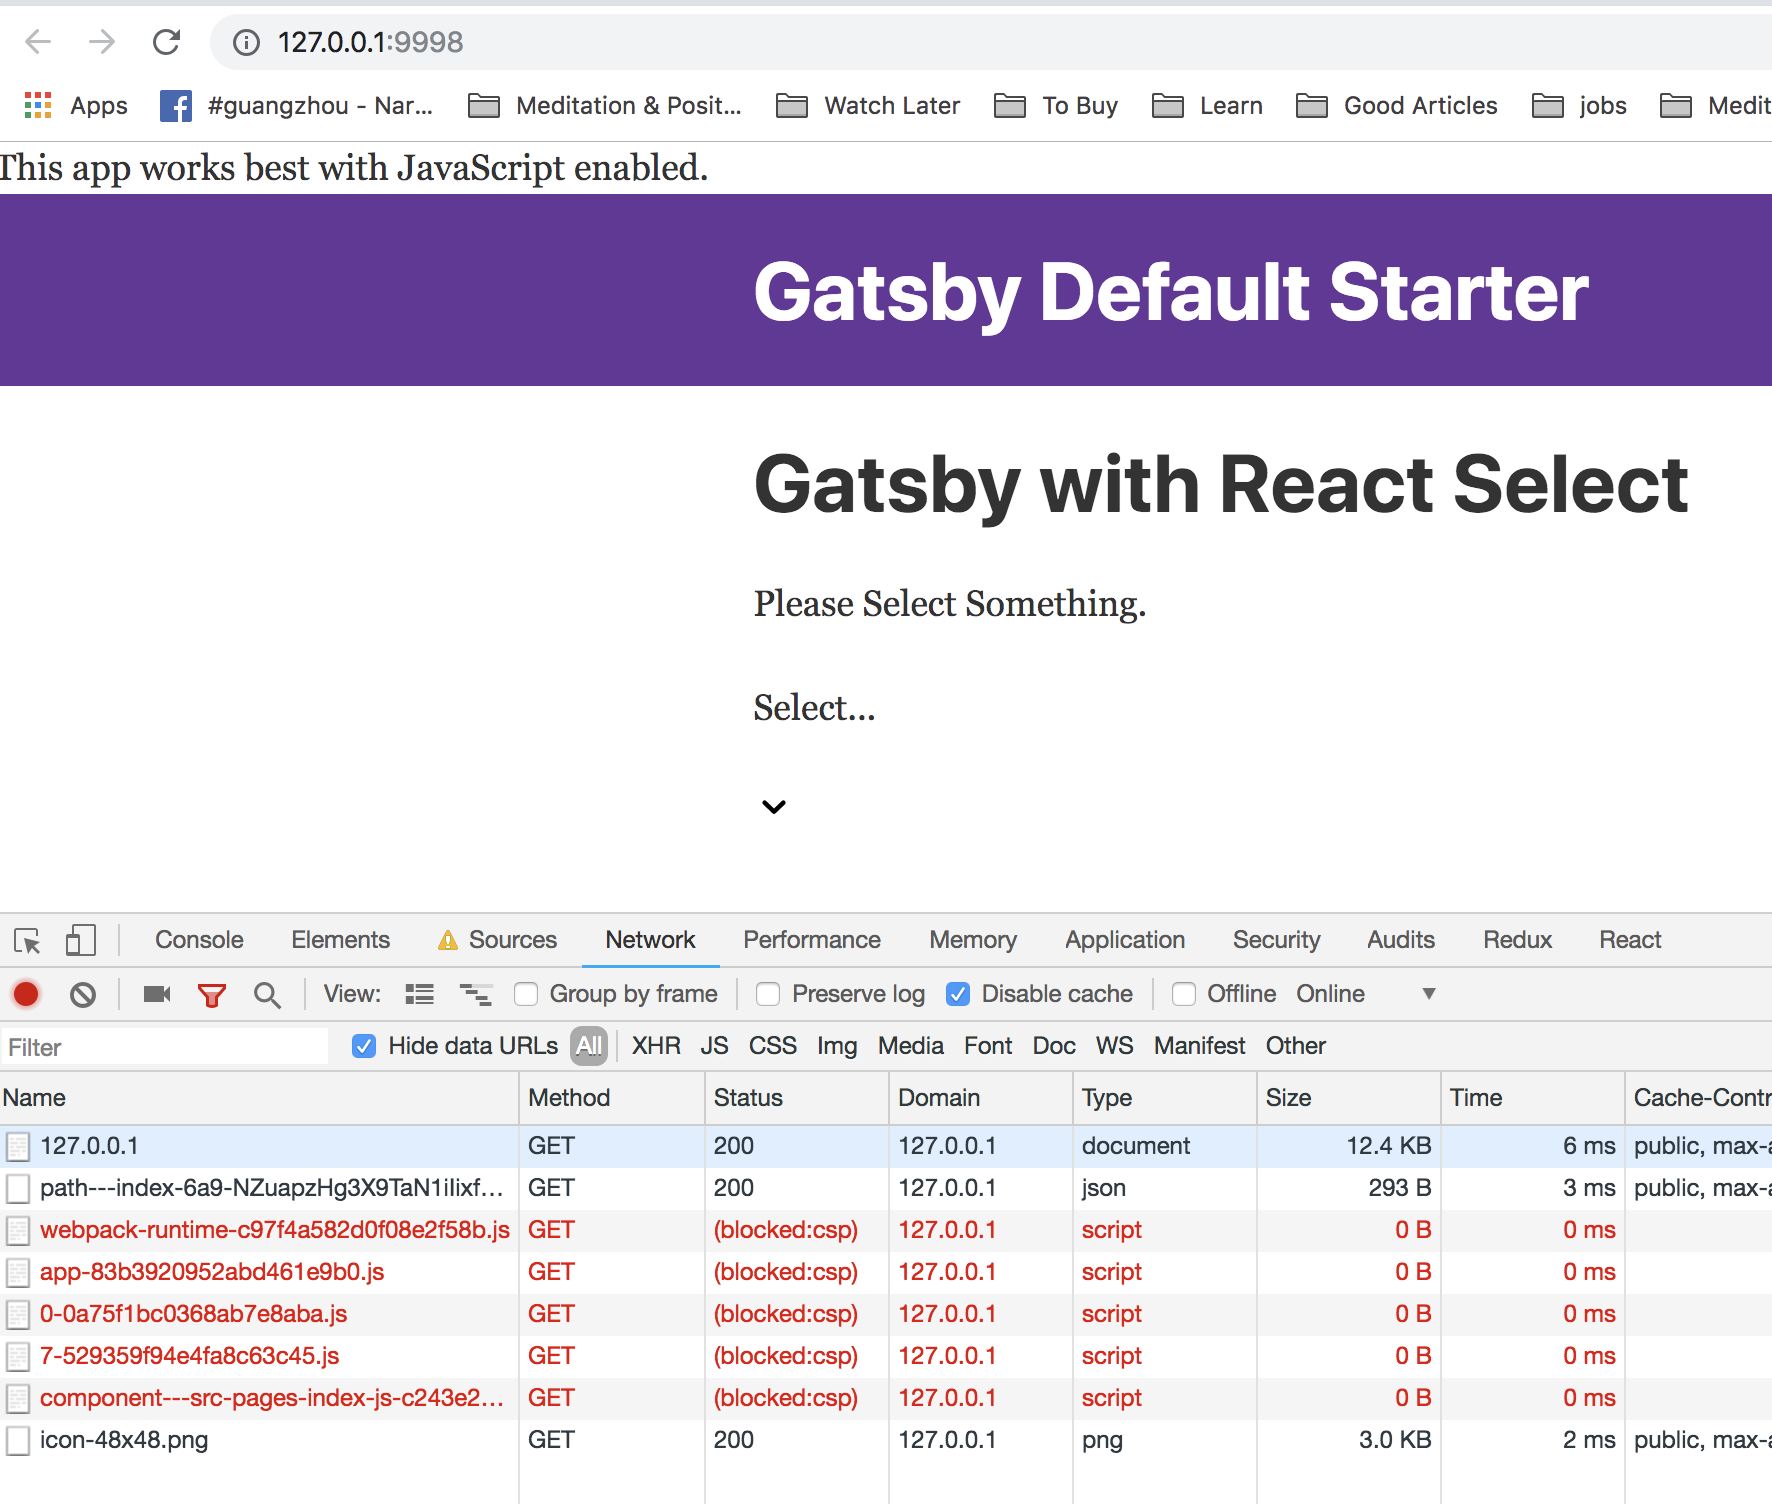 127.0.0.1:9998
Apps #guangzhou - Nar... Meditation & Posit... Watch Later To Buy Learn Good Articles jobs Medit
This app works best with JavaScript enabled.
Gatsby Default Starter
Gatsby with React Select
Please Select Something.
Select...
Console Elements Sources Network Performance Memory Application Security Audits Redux React
View: Group by frame Preserve log Disable cache Offline Online
Filter Hide data URLs All XHR JS CSS Img Media Font Doc WS Manifest Other
Name Method Status Domain Type Size Time Cache-Contr
127.0.0.1 GET 200 127.0.0.1 document 12.4 KB 6 ms public, max-a
path---index-6a9-NZuapzHg3X9TaN1iIixf... GET 200 127.0.0.1 json 293 B 3 ms public, max-a
webpack-runtime-c97f4a582d0f08e2f58b.js GET (blocked:csp) 127.0.0.1 script 0 B 0 ms
app-83b3920952abd461e9b0.js GET (blocked:csp) 127.0.0.1 script 0 B 0 ms
0-0a75f1bc0368ab7e8aba.js GET (blocked:csp) 127.0.0.1 script 0 B 0 ms
7-529359f94e4fa8c63c45.js GET (blocked:csp) 127.0.0.1 script 0 B 0 ms
component---src-pages-index-js-c243e2... GET (blocked:csp) 127.0.0.1 script 0 B 0 ms
icon-48x48.png GET 200 127.0.0.1 png 3.0 KB 2 ms public, max-a